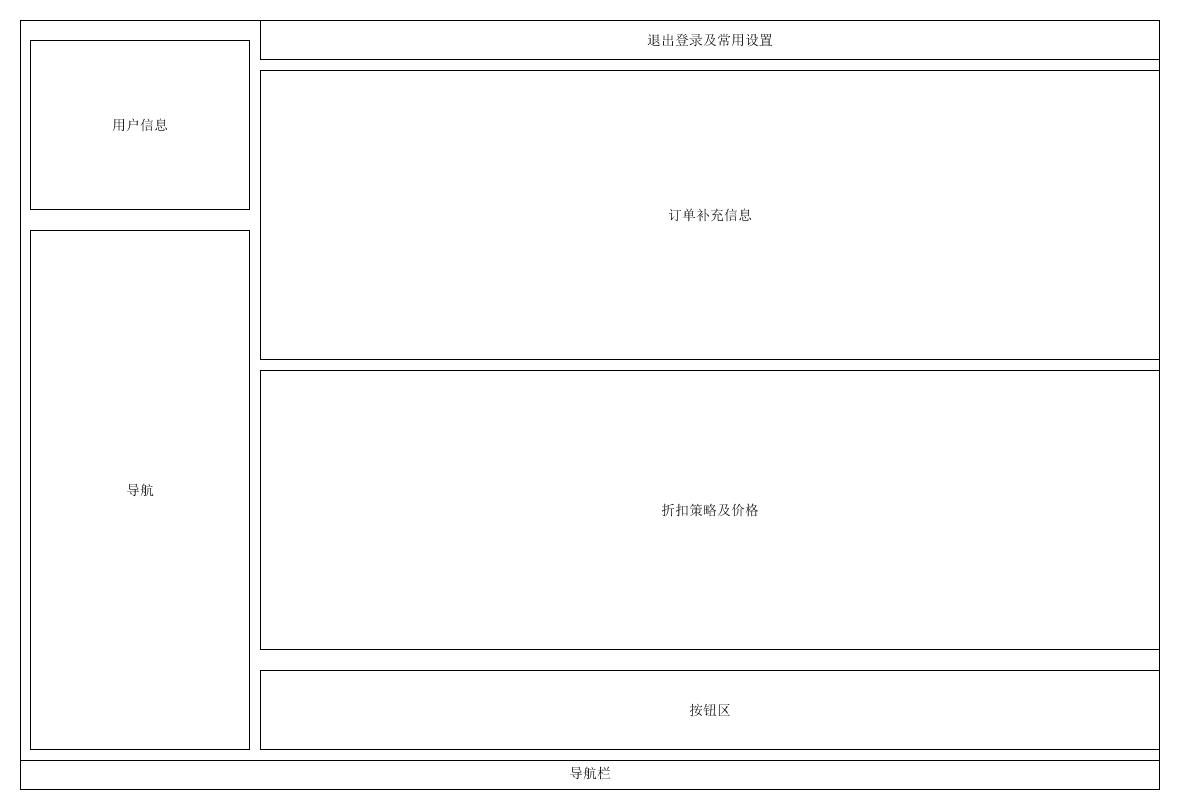 退出登录及常用设置
用户信息
订单补充信息
导航
折扣策略及价格
按钮区
导航栏